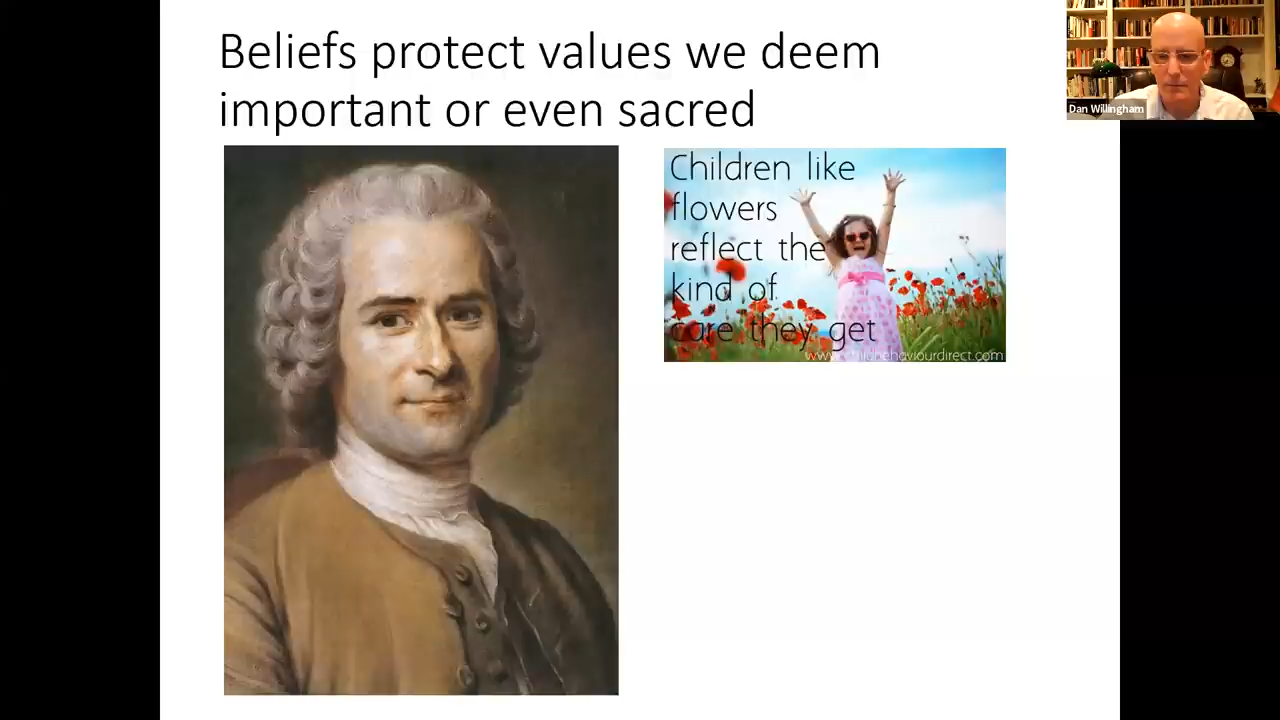 Beliefs protect values we deem
important or even sacred
Dan Willingham
Children like
flowers
reflect the
kind of
care they get
www.childbehaviourdirect.com